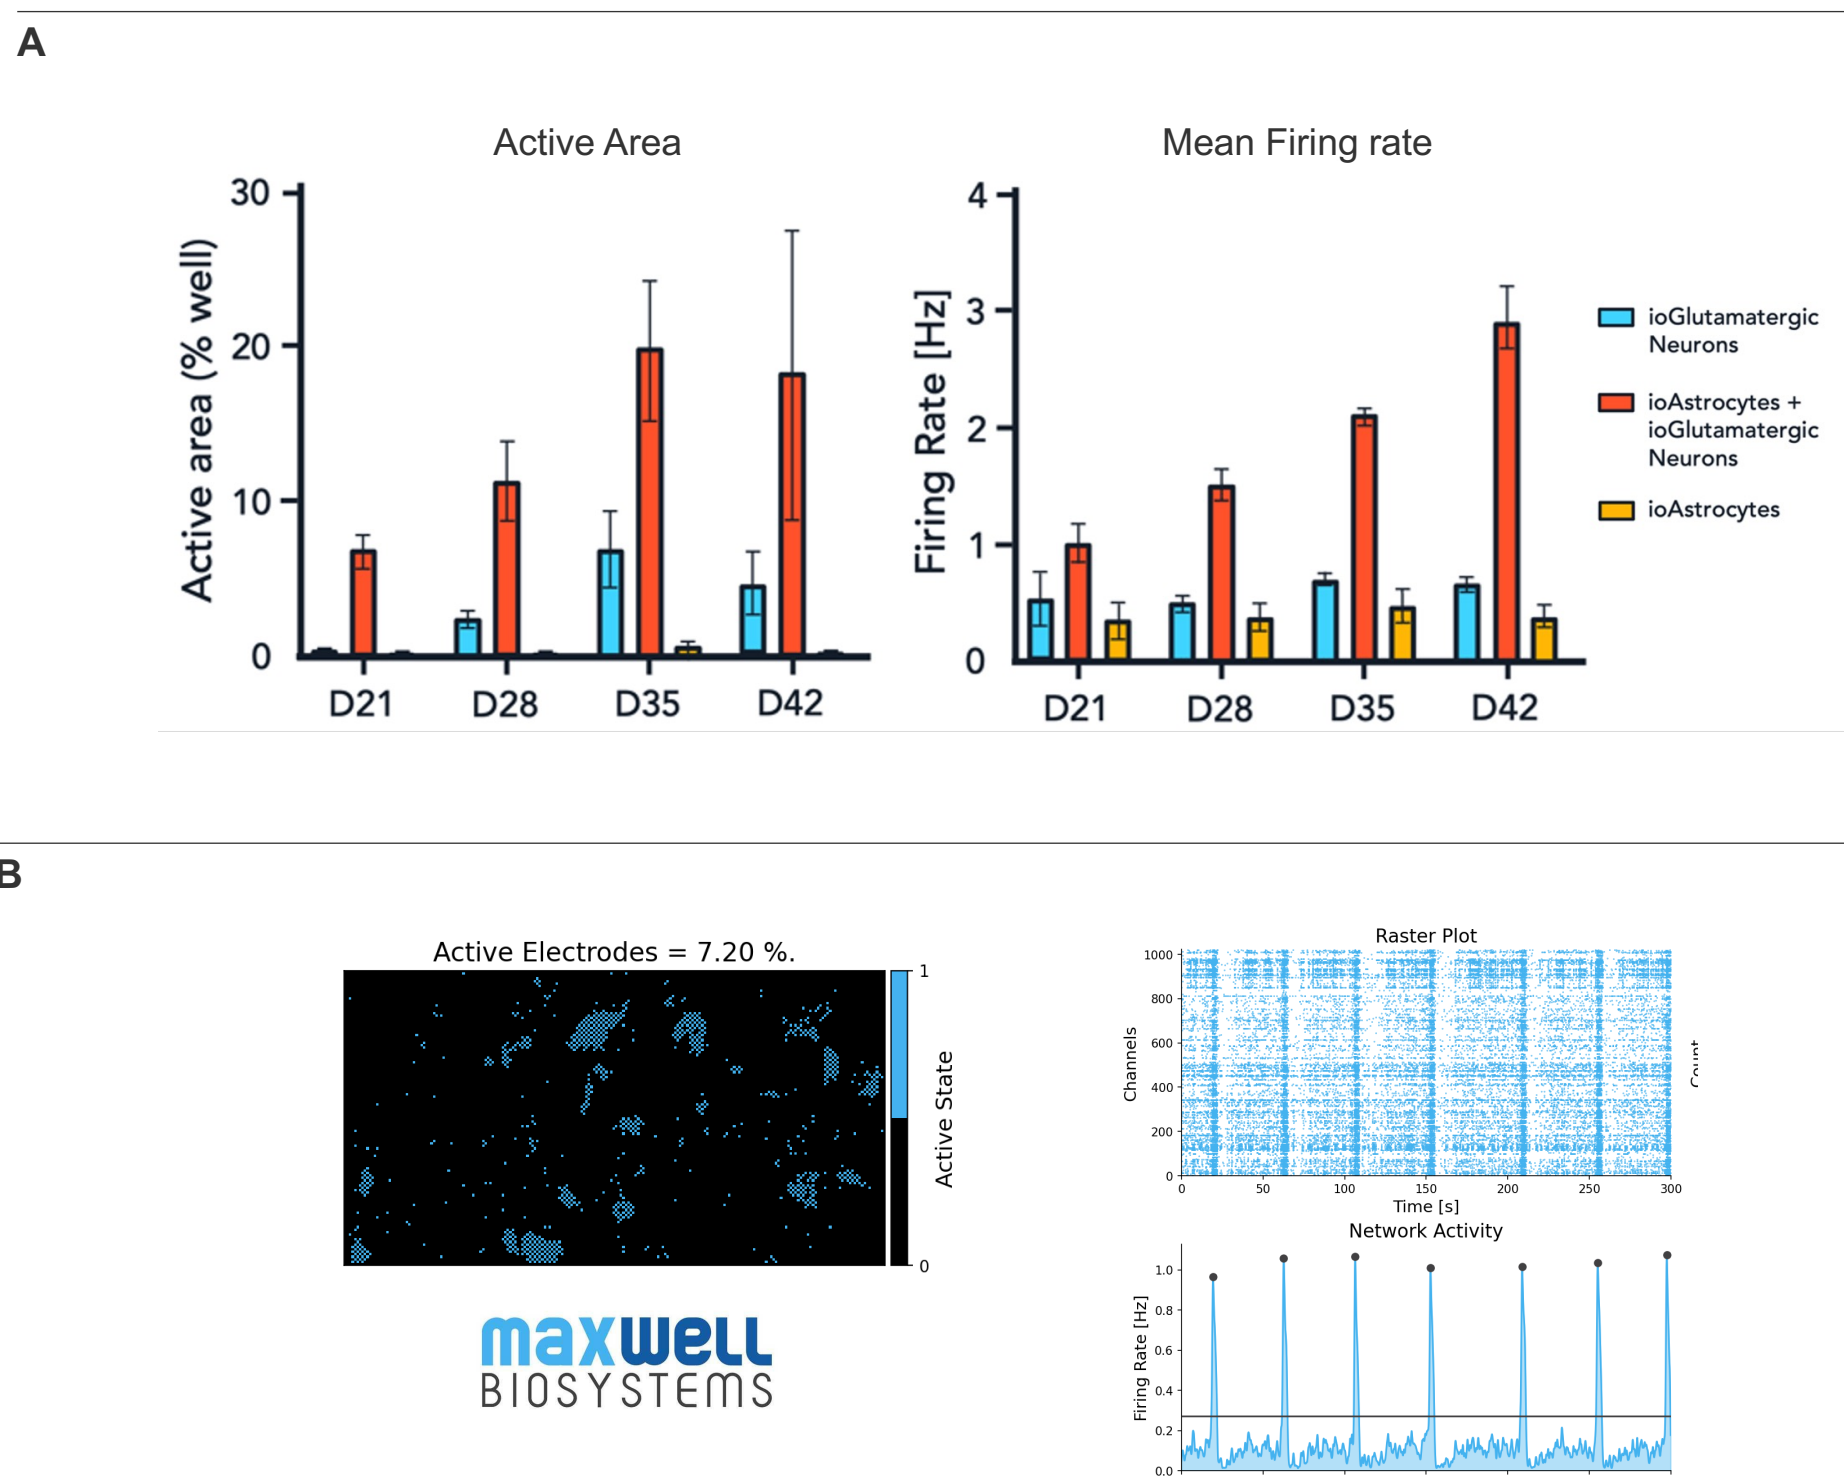 A
Active Area
Mean Firing rate
30
20
10
0
Active area (% well)
D21
D28
D35
D42
4
3
2
1
0
Firing Rate [Hz]
D21
D28
D35
D42
ioGlutamatergic
Neurons
ioAstrocytes +
ioGlutamatergic
Neurons
ioAstrocytes
B
Active Electrodes = 7.20 %.
1
0
Active State
maxwell
BIOSYSTEMS
Raster Plot
1000
800
600
400
200
0
Channels
0 50 100 150 200 250 300
Time [s]
Network Activity
1.0
0.8
0.6
0.4
0.2
0.0
Firing Rate [Hz]